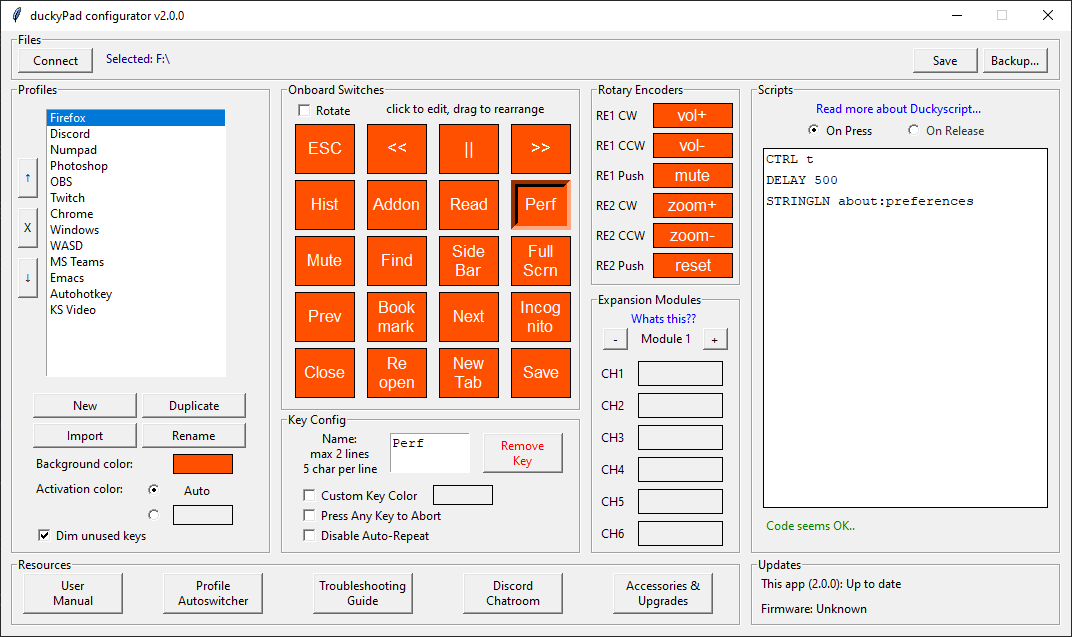 duckyPad configurator v2.0.0
Files
Connect
Selected: F:\
Save
Backup...
Profiles
Firefox
Discord
Numpad
Photoshop
OBS
Twitch
Chrome
Windows
WASD
MS Teams
Emacs
Autohotkey
KS Video
↑
X
↓
New
Duplicate
Import
Rename
Background color:
Activation color:
Auto
Dim unused keys
Onboard Switches
Rotate
click to edit, drag to rearrange
ESC
<<
||
>>
Hist
Addon
Read
Perf
Mute
Find
Side
Bar
Full
Scrn
Prev
Book
mark
Next
Incog
nito
Close
Re
open
New
Tab
Save
Key Config
Name:
max 2 lines
5 char per line
Perf
Remove
Key
Custom Key Color
Press Any Key to Abort
Disable Auto-Repeat
Rotary Encoders
RE1 CW
vol+
RE1 CCW
vol-
RE1 Push
mute
RE2 CW
zoom+
RE2 CCW
zoom-
RE2 Push
reset
Expansion Modules
Whats this??
-
Module 1
+
CH1
CH2
CH3
CH4
CH5
CH6
Scripts
Read more about Duckyscript...
On Press
On Release
CTRL t
DELAY 500
STRINGLN about:preferences
Code seems OK..
Resources
User
Manual
Profile
Autoswitcher
Troubleshooting
Guide
Discord
Chatroom
Accessories &
Upgrades
Updates
This app (2.0.0): Up to date
Firmware: Unknown